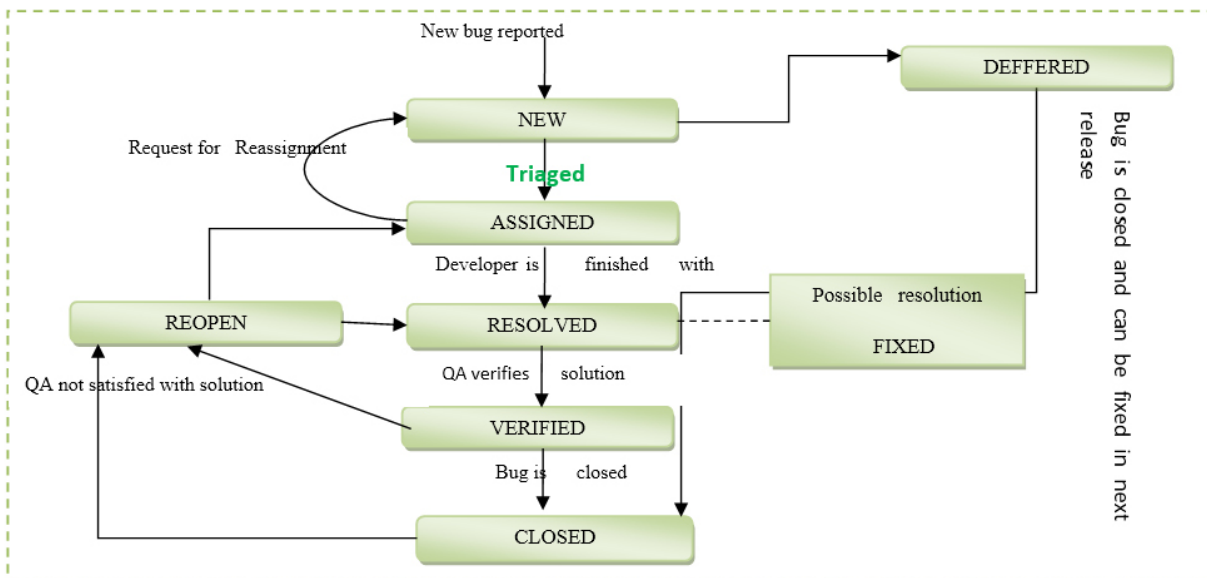 New bug reported
DEFFERED
NEW
Request for Reassignment
Triaged
ASSIGNED
Developer is finished with
Possible resolution
FIXED
REOPEN
RESOLVED
QA verifies solution
QA not satisfied with solution
VERIFIED
Bug is closed
CLOSED
Bug is closed and can be fixed in next
release